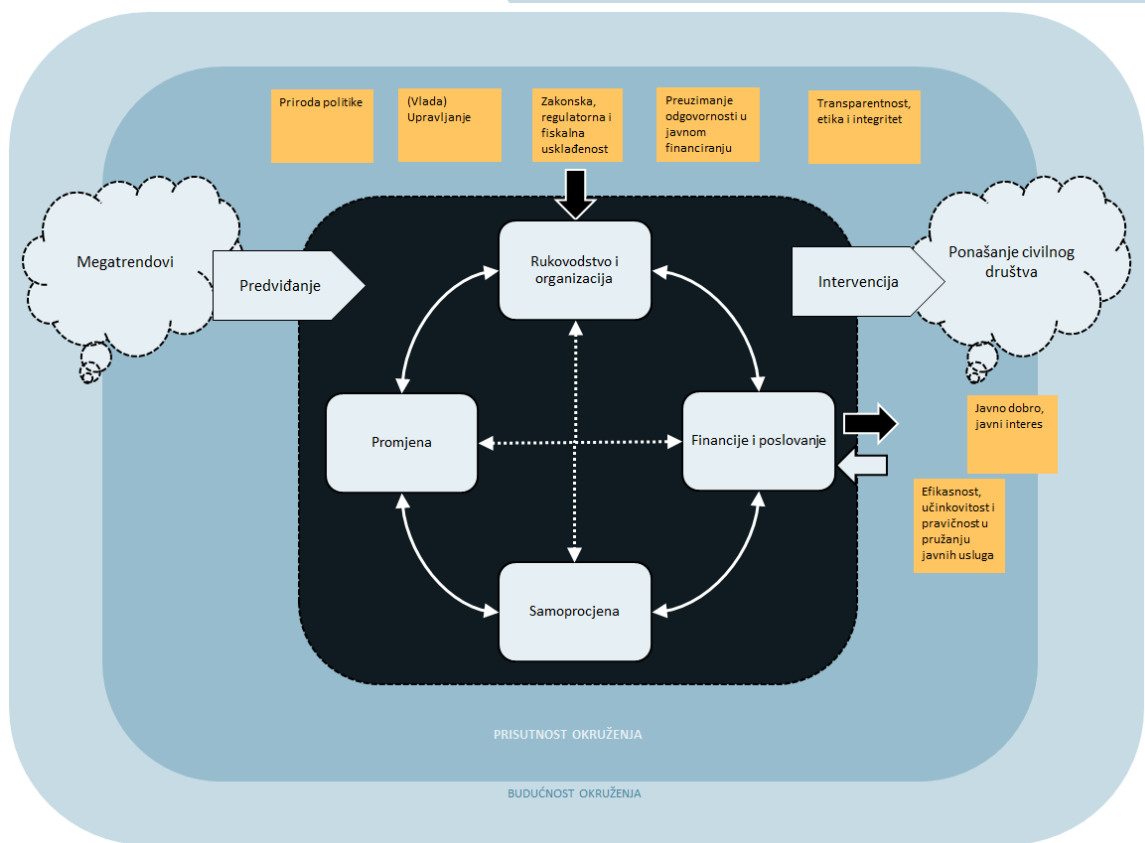 Priroda politike
(Vlada)
Upravljanje
Zakonska,
regulatorna i
fiskalna
usklađenost
Preuzimanje
odgovornosti u
javnom
financiranju
Transparentnost,
etika i integritet
Megatrendovi
Predviđanje
Rukovodstvo i
organizacija
Intervencija
Ponašanje civilnog
društva
Promjena
Financije i poslovanje
Javno dobro,
javni interes
Efikasnost,
učinkovitost i
pravičnost u
pružanju
javnih usluga
Samoprocjena
PRISUTNOST OKRUŽENJA
BUDUĆNOST OKRUŽENJA